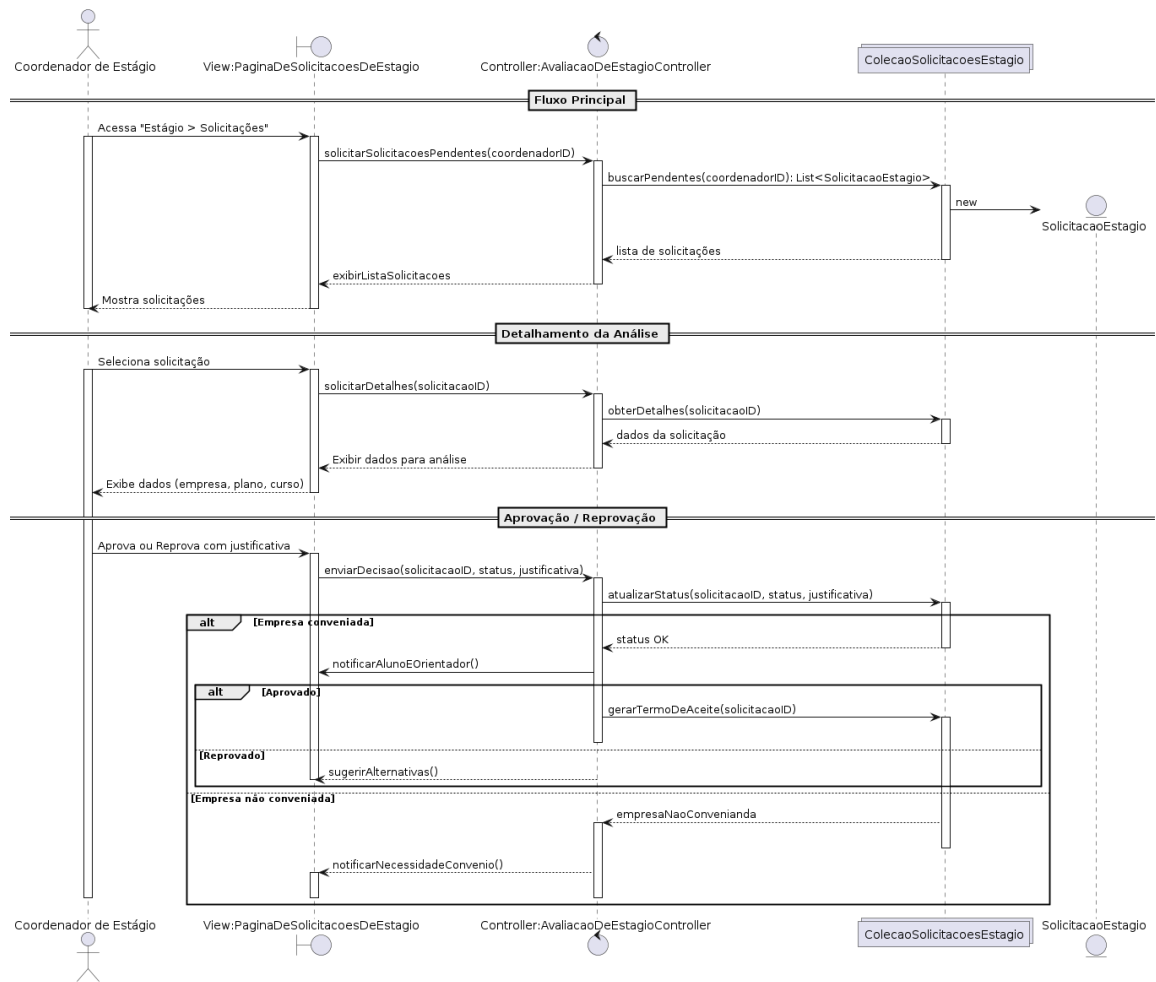 Coordenador de Estágio
View:PaginaDeSolicitacoesDeEstagio
Controller:AvaliacaoDeEstagioController
ColecaoSolicitacoesEstagio
Fluxo Principal
Acessa "Estágio > Solicitações"
solicitarSolicitacoesPendentes(coordenadorID)
buscarPendentes(coordenadorID): List<SolicitacaoEstagio>
new
SolicitacaoEstagio
lista de solicitações
exibirListaSolicitacoes
Mostra solicitações
Detalhamento da Análise
Seleciona solicitação
solicitarDetalhes(solicitacaoID)
obterDetalhes(solicitacaoID)
dados da solicitação
Exibir dados para análise
Exibe dados (empresa, plano, curso)
Aprovação / Reprovação
Aprova ou Reprova com justificativa
enviarDecisao(solicitacaoID, status, justificativa)
atualizarStatus(solicitacaoID, status, justificativa)
alt [Empresa conveniada]
status OK
notificarAlunoEOrientador()
alt [Aprovado]
gerarTermoDeAceite(solicitacaoID)
[Reprovado]
sugerirAlternativas()
[Empresa não conveniada]
empresaNaoConvenianda
notificarNecessidadeConvenio()
Coordenador de Estágio
View:PaginaDeSolicitacoesDeEstagio
Controller:AvaliacaoDeEstagioController
ColecaoSolicitacoesEstagio
SolicitacaoEstagio